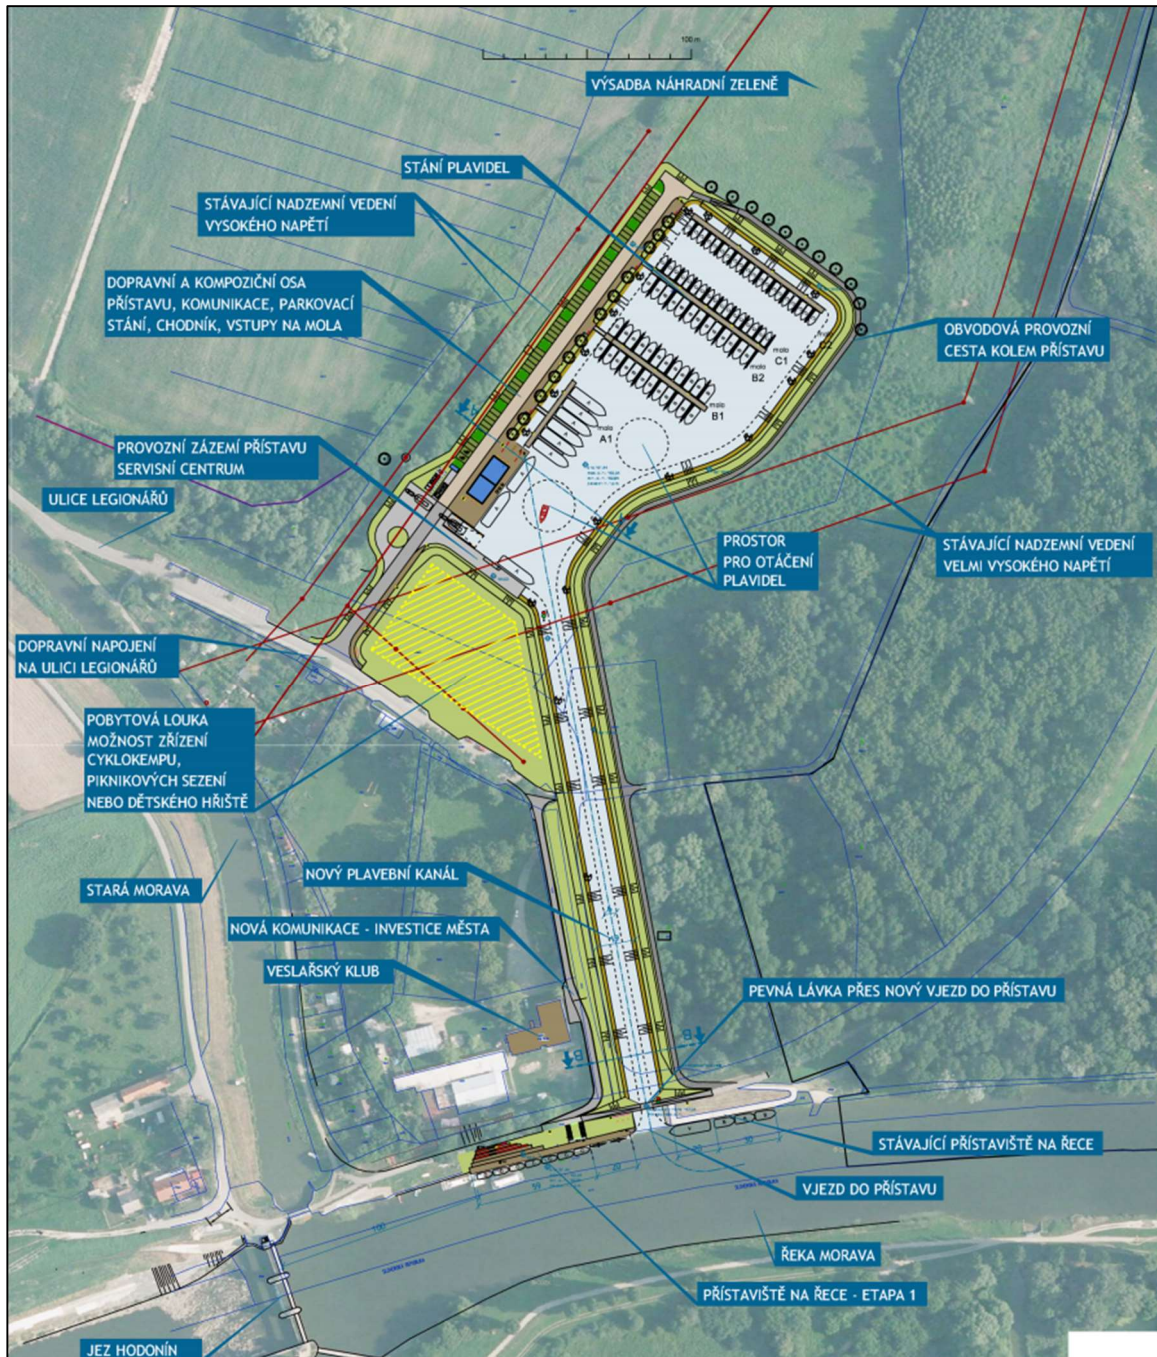 100 m
VÝSADBA NÁHRADNÍ ZELENĚ
STÁNÍ PLAVIDEL
STÁVAJÍCÍ NADZEMNÍ VEDENÍ
VYSOKÉHO NAPĚTÍ
DOPRAVNÍ A KOMPOZIČNÍ OSA
PŘÍSTAVU, KOMUNIKACE, PARKOVACÍ
STÁNÍ, CHODNÍK, VSTUPY NA MOLA
OBVODOVÁ PROVOZNÍ
CESTA KOLEM PŘÍSTAVU
molo
C1
molo
B2
molo
B1
molo
A1
PROVOZNÍ ZÁZEMÍ PŘÍSTAVU
SERVISNÍ CENTRUM
ULICE LEGIONÁŘŮ
PROSTOR
PRO OTÁČENÍ
PLAVIDEL
STÁVAJÍCÍ NADZEMNÍ VEDENÍ
VELMI VYSOKÉHO NAPĚTÍ
DOPRAVNÍ NAPOJENÍ
NA ULICI LEGIONÁŘŮ
POBYTOVÁ LOUKA
MOŽNOST ZŘÍZENÍ
CYKLOKEMPU,
PIKNIKOVÝCH SEZENÍ
NEBO DĚTSKÉHO HŘIŠTĚ
NOVÝ PLAVEBNÍ KANÁL
STARÁ MORAVA
NOVÁ KOMUNIKACE - INVESTICE MĚSTA
VESLAŘSKÝ KLUB
PEVNÁ LÁVKA PŘES NOVÝ VJEZD DO PŘÍSTAVU
B
B
STÁVAJÍCÍ PŘÍSTAVIŠTĚ NA ŘECE
VJEZD DO PŘÍSTAVU
100
ŘEKA MORAVA
PŘÍSTAVIŠTĚ NA ŘECE - ETAPA 1
JEZ HODONÍN